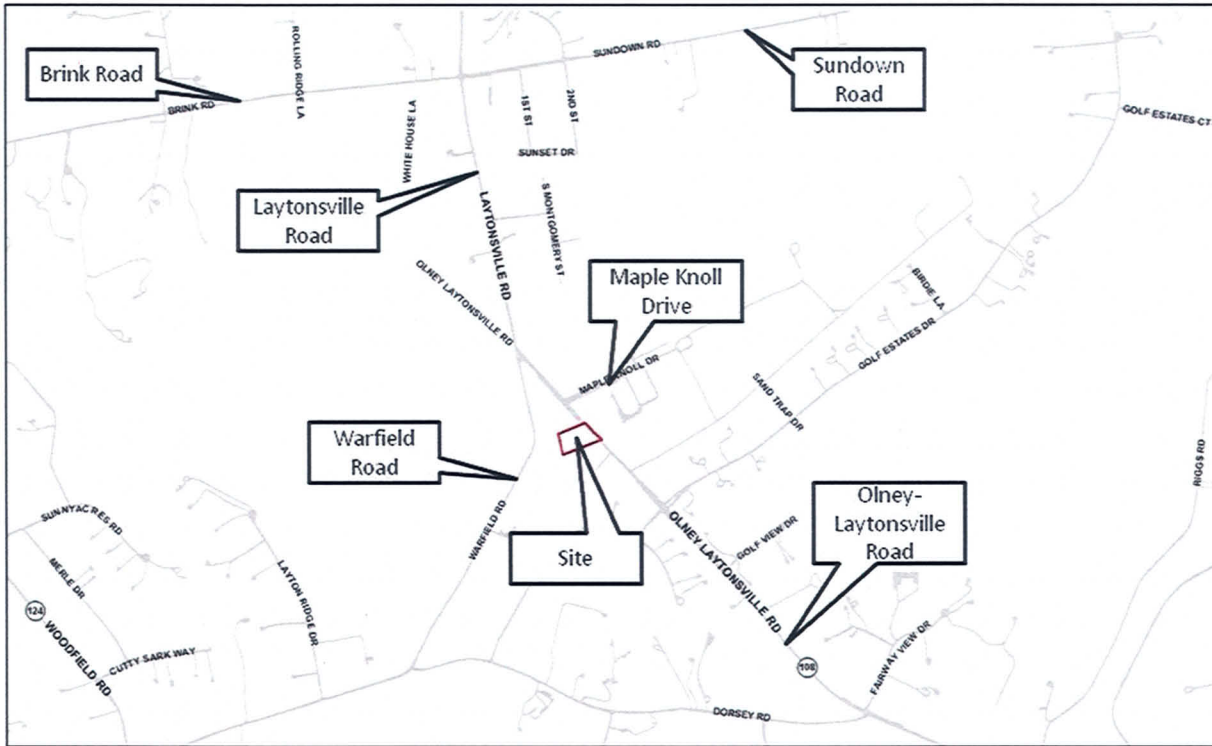 Brink Road
ROLLING RIDGE LA
SUNDOWN RD
Sundown
Road
BRINK RD
WHITE HOUSE LA
1ST ST
2ND ST
GOLF ESTATES CT
SUNSET DR
Laytonsville
Road
LAYTONSVILLE RD
S MONTGOMERY ST
OLNEY LAYTONSVILLE RD
Maple Knoll
Drive
BIRDIE LA
GOLF ESTATES DR
MAPLE KNOLL DR
SAND TRAP DR
Warfield
Road
RIGGS RD
SUNNYACRES RD
WARFIELD RD
Site
OLNEY LAYTONSVILLE RD
GOLF VIEW DR
Olney-
Laytonsville
Road
MERLE DR
LAYTON RIDGE DR
124
WOODFIELD RD
CUTTY SARK WAY
108
FAIRWAY VIEW DR
DORSEY RD